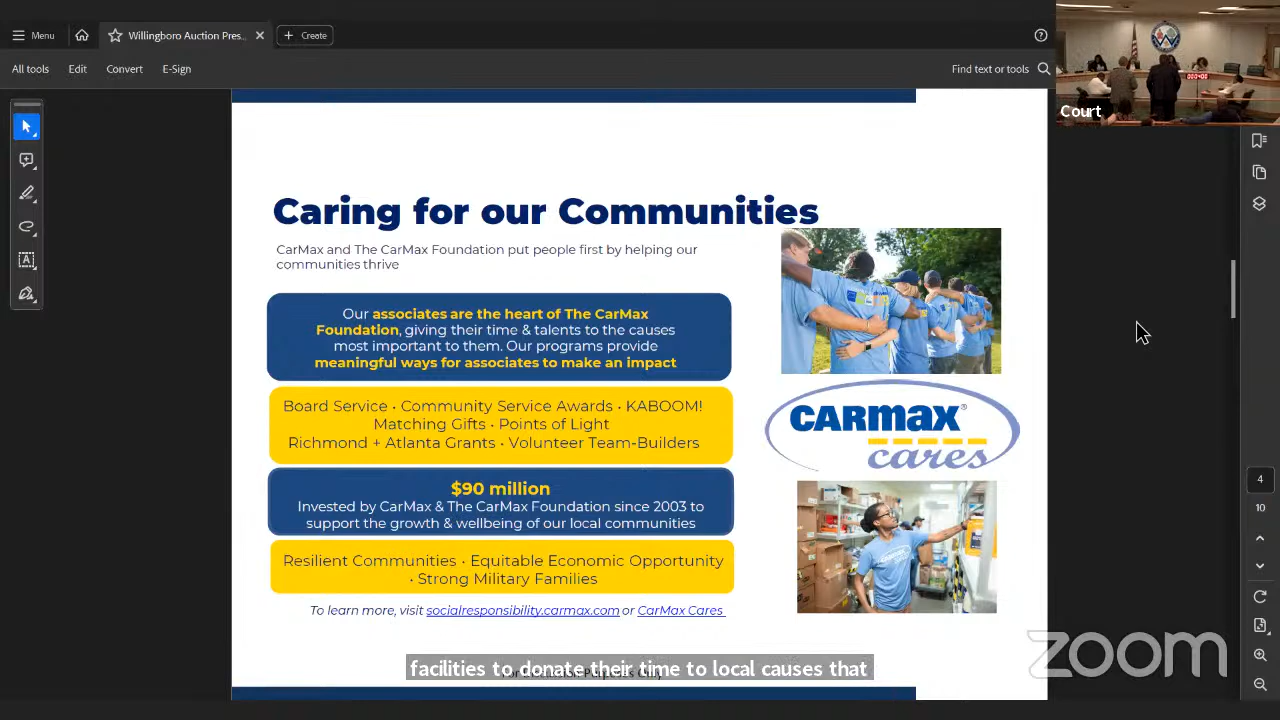 Menu
Willingboro Auction Pres..
Create
All tools
Edit
Convert
E-Sign
Find text or tools
Court
Caring for our Communities
CarMax and The CarMax Foundation put people first by helping our
communities thrive
Our associates are the heart of The CarMax
Foundation, giving their time & talents to the causes
most important to them. Our programs provide
meaningful ways for associates to make an impact
Board Service • Community Service Awards • KABOOM!
Matching Gifts • Points of Light
Richmond + Atlanta Grants • Volunteer Team-Builders
CARMAX®
cares
$90 million
Invested by CarMax & The CarMax Foundation since 2003 to
support the growth & wellbeing of our local communities
Resilient Communities • Equitable Economic Opportunity
• Strong Military Families
To learn more, visit socialresponsibility.carmax.com or CarMax Cares
4
10
facilities to donate their time to local causes that
zoom